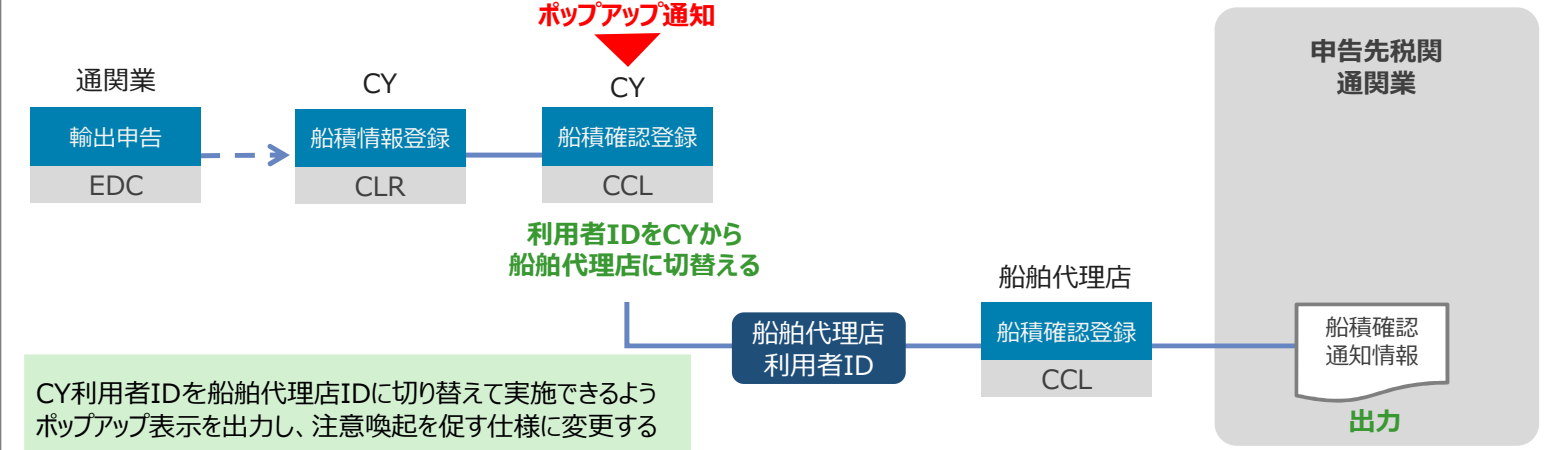 ポップアップ通知
通関業
輸出申告
EDC
CY
船積情報登録
CLR
CY
船積確認登録
CCL
利用者IDをCYから
船舶代理店に切替える
船舶代理店
利用者ID
船舶代理店
船積確認登録
CCL
申告先税関
通関業
船積確認
通知情報
出力
CY利用者IDを船舶代理店IDに切り替えて実施できるよう
ポップアップ表示を出力し、注意喚起を促す仕様に変更する